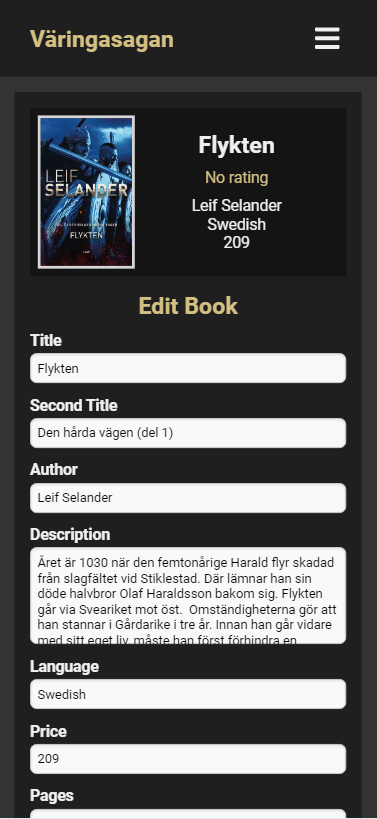 Väringasagan
LEIF
SELANDER
FLYKTEN
Flykten
No rating
Leif Selander
Swedish
209
Edit Book
Title
Flykten
Second Title
Den hårda vägen (del 1)
Author
Leif Selander
Description
Året är 1030 när den femtonårige Harald flyr skadad
från slagfältet vid Stiklestad. Där lämnar han sin
döde halvbror Olaf Haraldsson bakom sig. Flykten
går via Sveariket mot öst.  Omständigheterna gör att
han stannar i Gårdarike i tre år. Innan han går vidare
med sitt eget liv, måste han först förhindra en
Language
Swedish
Price
209
Pages